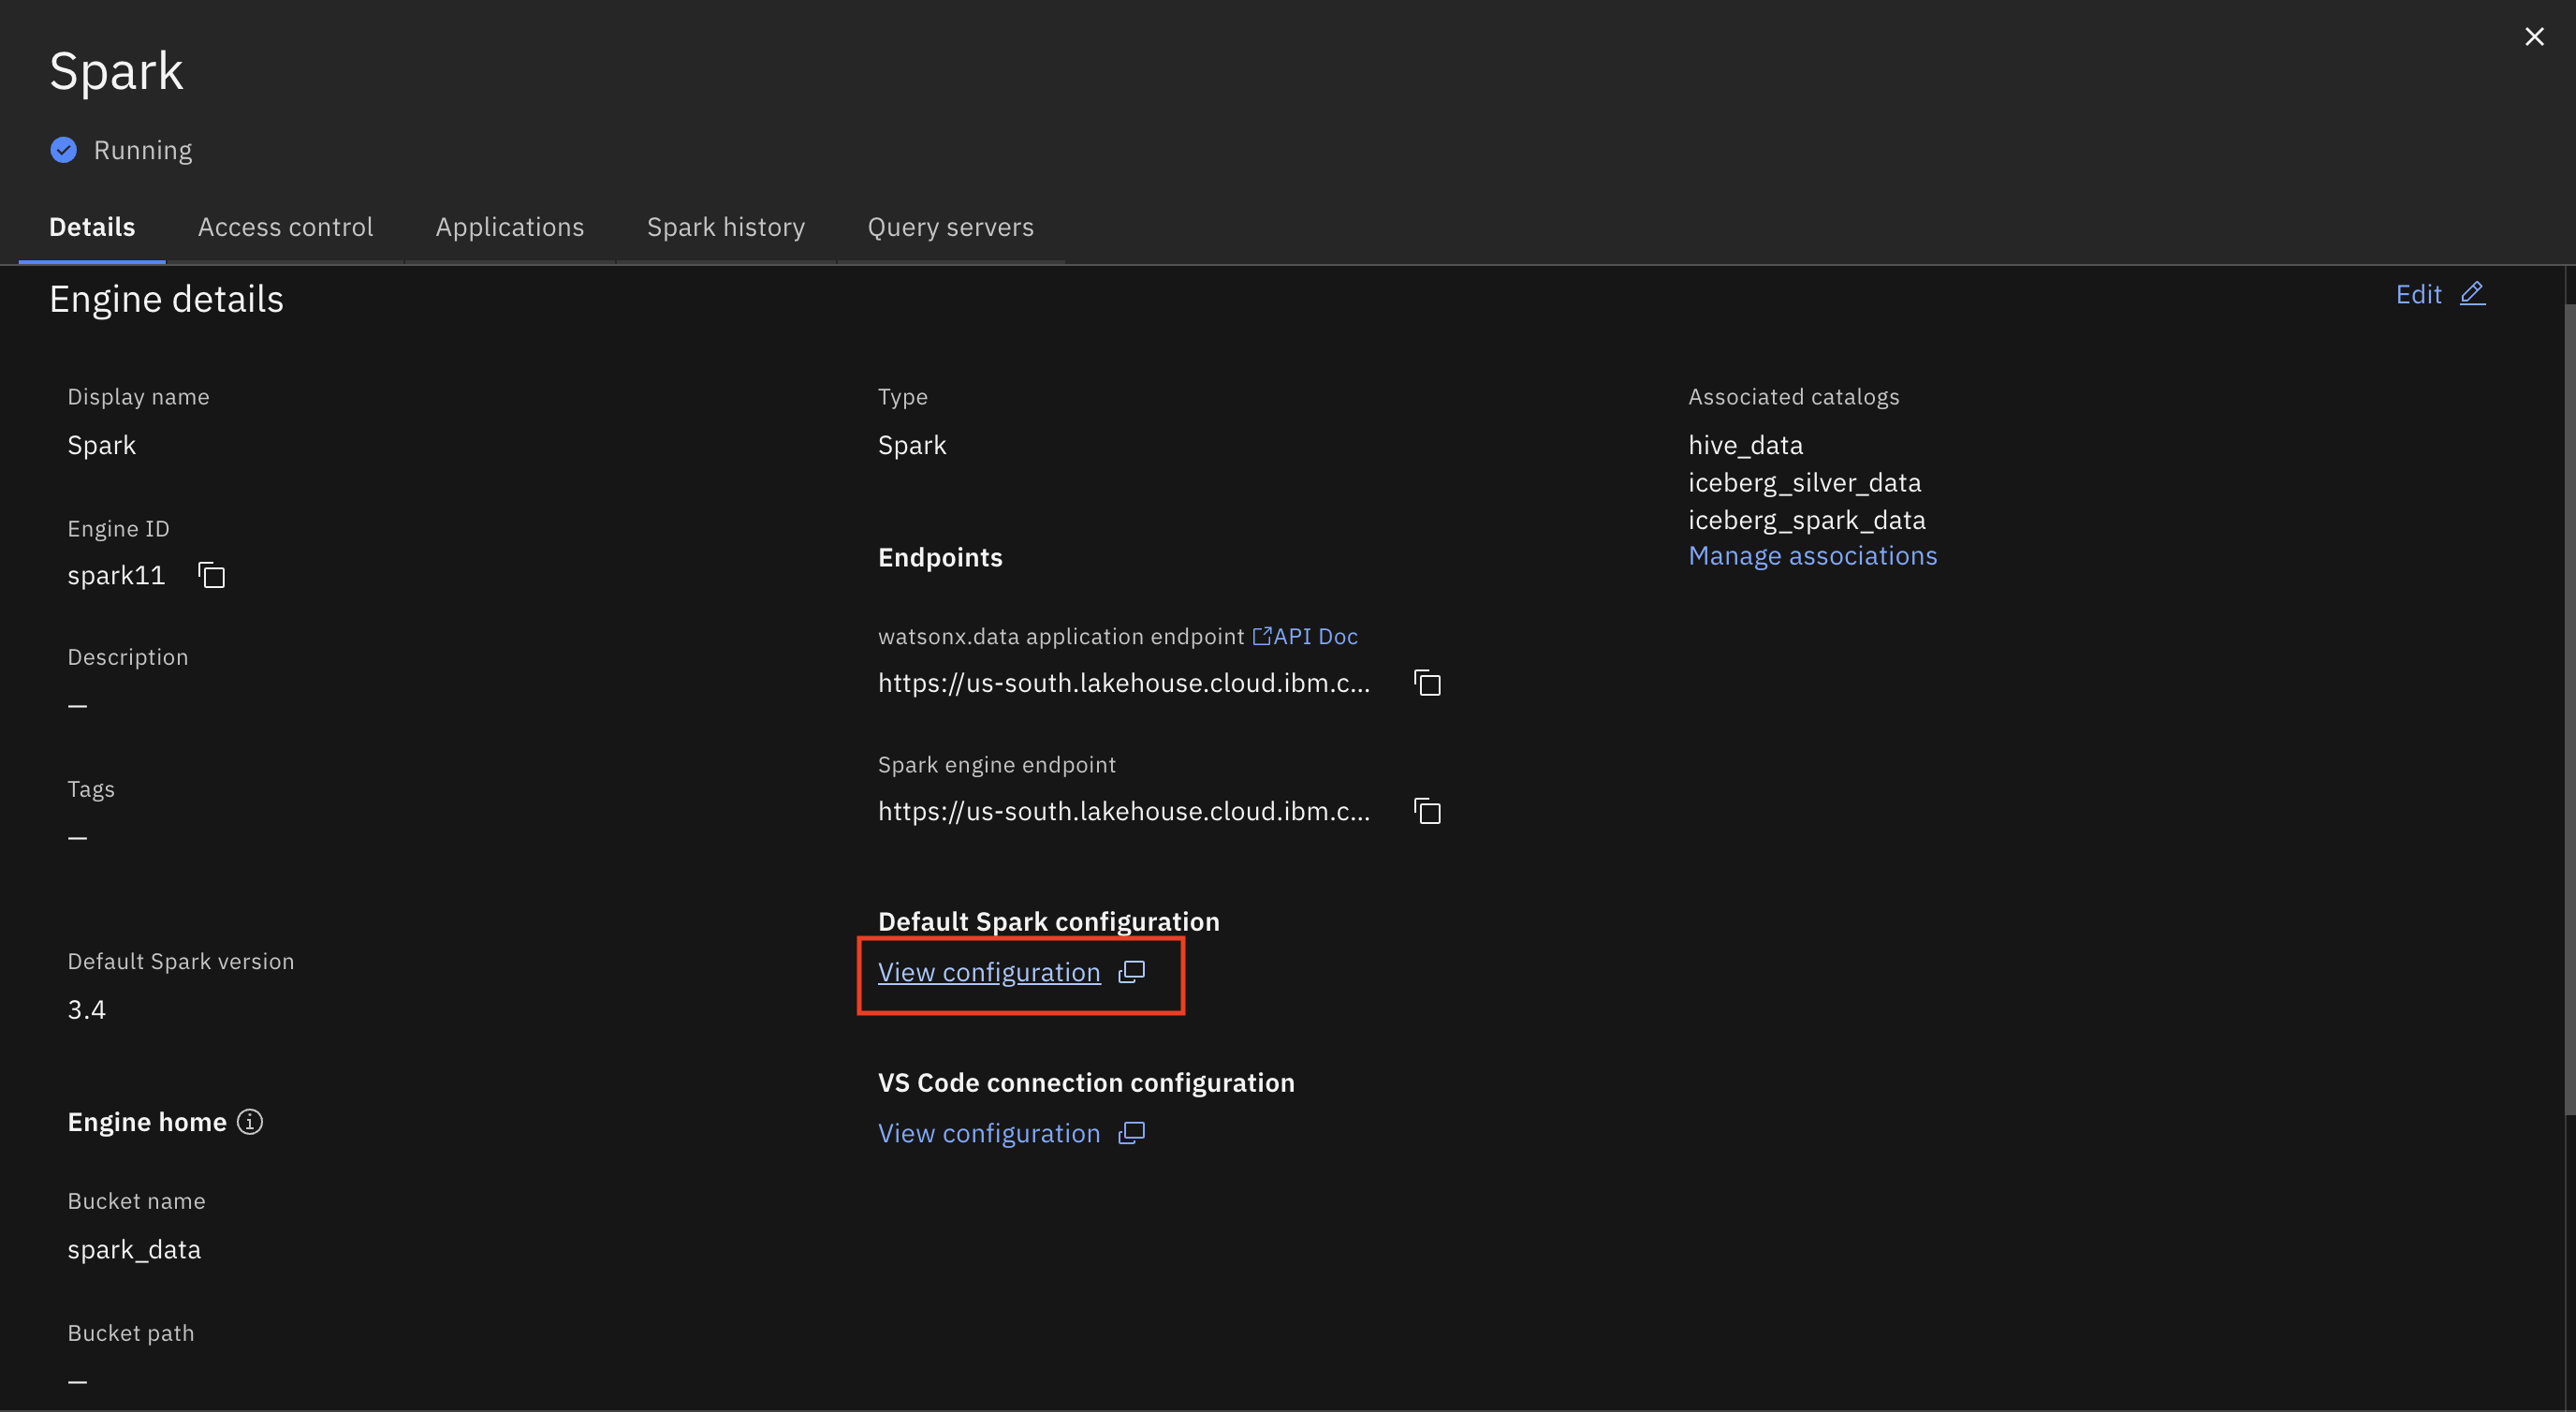 Spark
Running
Details
Access control
Applications
Spark history
Query servers
Engine details
Edit
Display name
Spark
Engine ID
spark11
Description
—
Tags
—
Default Spark version
3.4
Engine home
Bucket name
spark_data
Bucket path
—
Type
Spark
Endpoints
watsonx.data application endpoint API Doc
https://us-south.lakehouse.cloud.ibm.c...
Spark engine endpoint
https://us-south.lakehouse.cloud.ibm.c...
Default Spark configuration
View configuration
VS Code connection configuration
View configuration
Associated catalogs
hive_data
iceberg_silver_data
iceberg_spark_data
Manage associations